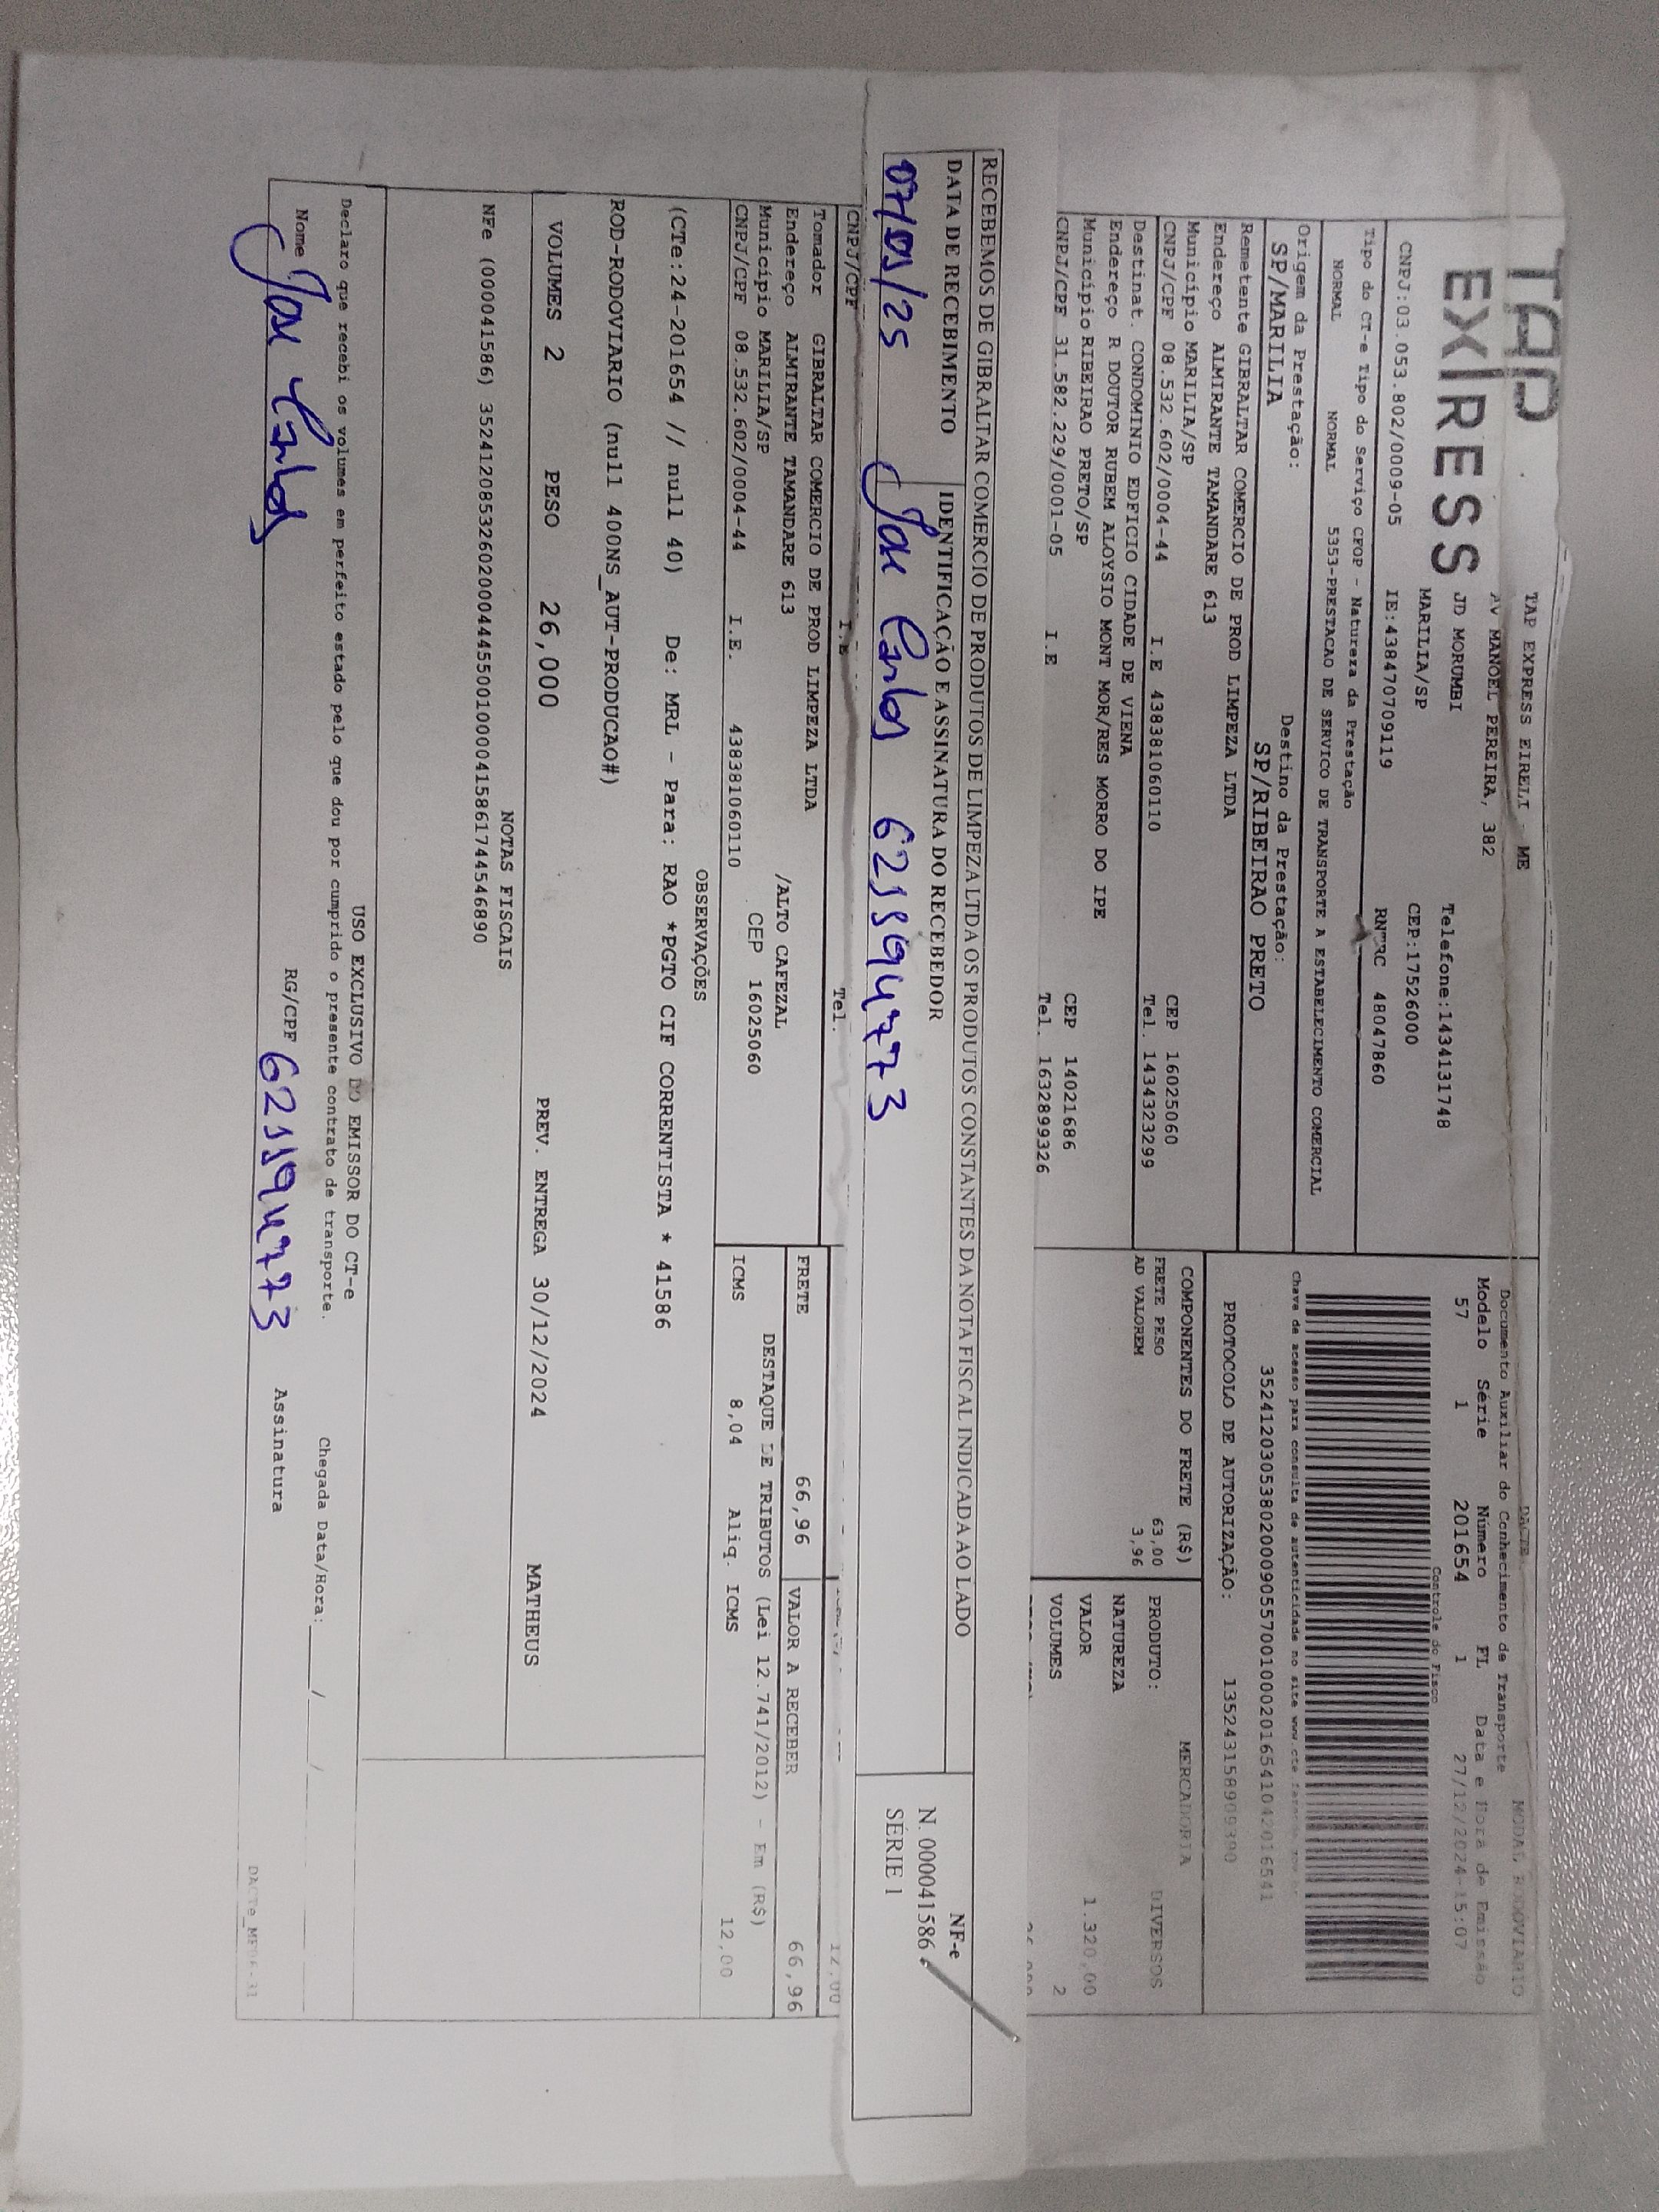 TAP
EXPRESS
TAP EXPRESS EIRELI - ME
AV MANOEL PEREIRA, 382
JD MORUMBI
MARILIA/SP
Telefone:1434131748
CEP:17526000
CNPJ:03.053.802/0009-05 IE:438470709119 RNTRC 48047860
Tipo do CT-e Tipo do Serviço CFOP - Natureza da Prestação
NORMAL NORMAL 5353-PRESTACAO DE SERVICO DE TRANSPORTE A ESTABELECIMENTO COMERCIAL
Origem da Prestação: Destino da Prestação:
SP/MARILIA SP/RIBEIRAO PRETO
DACTE MODAL RODOVIARIO
Documento Auxiliar do Conhecimento de Transporte
Modelo Série Número FL Data e Hora de Emissão
57 1 201654 1 27/12/2024-15:07
Controle do Fisco
Chave de acesso para consulta de autenticidade no site
PROTOCOLO DE AUTORIZAÇÃO:
Remetente GIBRALTAR COMERCIO DE PROD LIMPEZA LTDA
Endereço ALMIRANTE TAMANDARE 613
Município MARILIA/SP CEP 16025060
CNPJ/CPF 08.532.602/0004-44 I.E 438381060110 Tel. 1434323299
Destinat. CONDOMINIO EDFICIO CIDADE DE VIENA
Endereço R DOUTOR RUBEM ALOYSIO MONT MOR/RES MORRO DO IPE
Município RIBEIRAO PRETO/SP CEP 14021686
CNPJ/CPF 31.582.229/0001-05 I.E Tel. 1632899326
COMPONENTES DO FRETE (R$)
FRETE PESO 63,00
AD VALOREM 3,96
MERCADORIA
PRODUTO: DIVERSOS
NATUREZA
VALOR 1.320,00
VOLUMES 2
RECEBEMOS DE GIBRALTAR COMERCIO DE PRODUTOS DE LIMPEZA LTDA OS PRODUTOS CONSTANTES DA NOTA FISCAL INDICADA AO LADO
DATA DE RECEBIMENTO IDENTIFICAÇÃO E ASSINATURA DO RECEBEDOR
Jose Carlos
NF-e
N. 000041586
SÉRIE 1
CNPJ/CPF I.E Tel.
12,00
Tomador GIBRALTAR COMERCIO DE PROD LIMPEZA LTDA
Endereço ALMIRANTE TAMANDARE 613 /ALTO CAFEZAL
Município MARILIA/SP CEP 16025060
CNPJ/CPF 08.532.602/0004-44 I.E. 438381060110
FRETE 66,96 VALOR A RECEBER 66,96
DESTAQUE DE TRIBUTOS (Lei 12.741/2012) - Em (R$)
ICMS 8,04 Aliq. ICMS 12,00
OBSERVAÇÕES
(CTe:24-201654 // null 40) De: MRL - Para: RAO *PGTO CIF CORRENTISTA * 41586
ROD-RODOVIARIO (null 400NS_AUT-PRODUCAO#)
VOLUMES 2 PESO 26,000 PREV. ENTREGA 30/12/2024 MATHEUS
NOTAS FISCAIS
NFe (000041586) 35241208532602000444550010000415861744546890
USO EXCLUSIVO DO EMISSOR DO CT-e
Declaro que recebi os volumes em perfeito estado pelo que dou por cumprido o presente contrato de transporte.
Chegada Data/Hora: ____/____/____
Nome Jose Carlos RG/CPF Assinatura